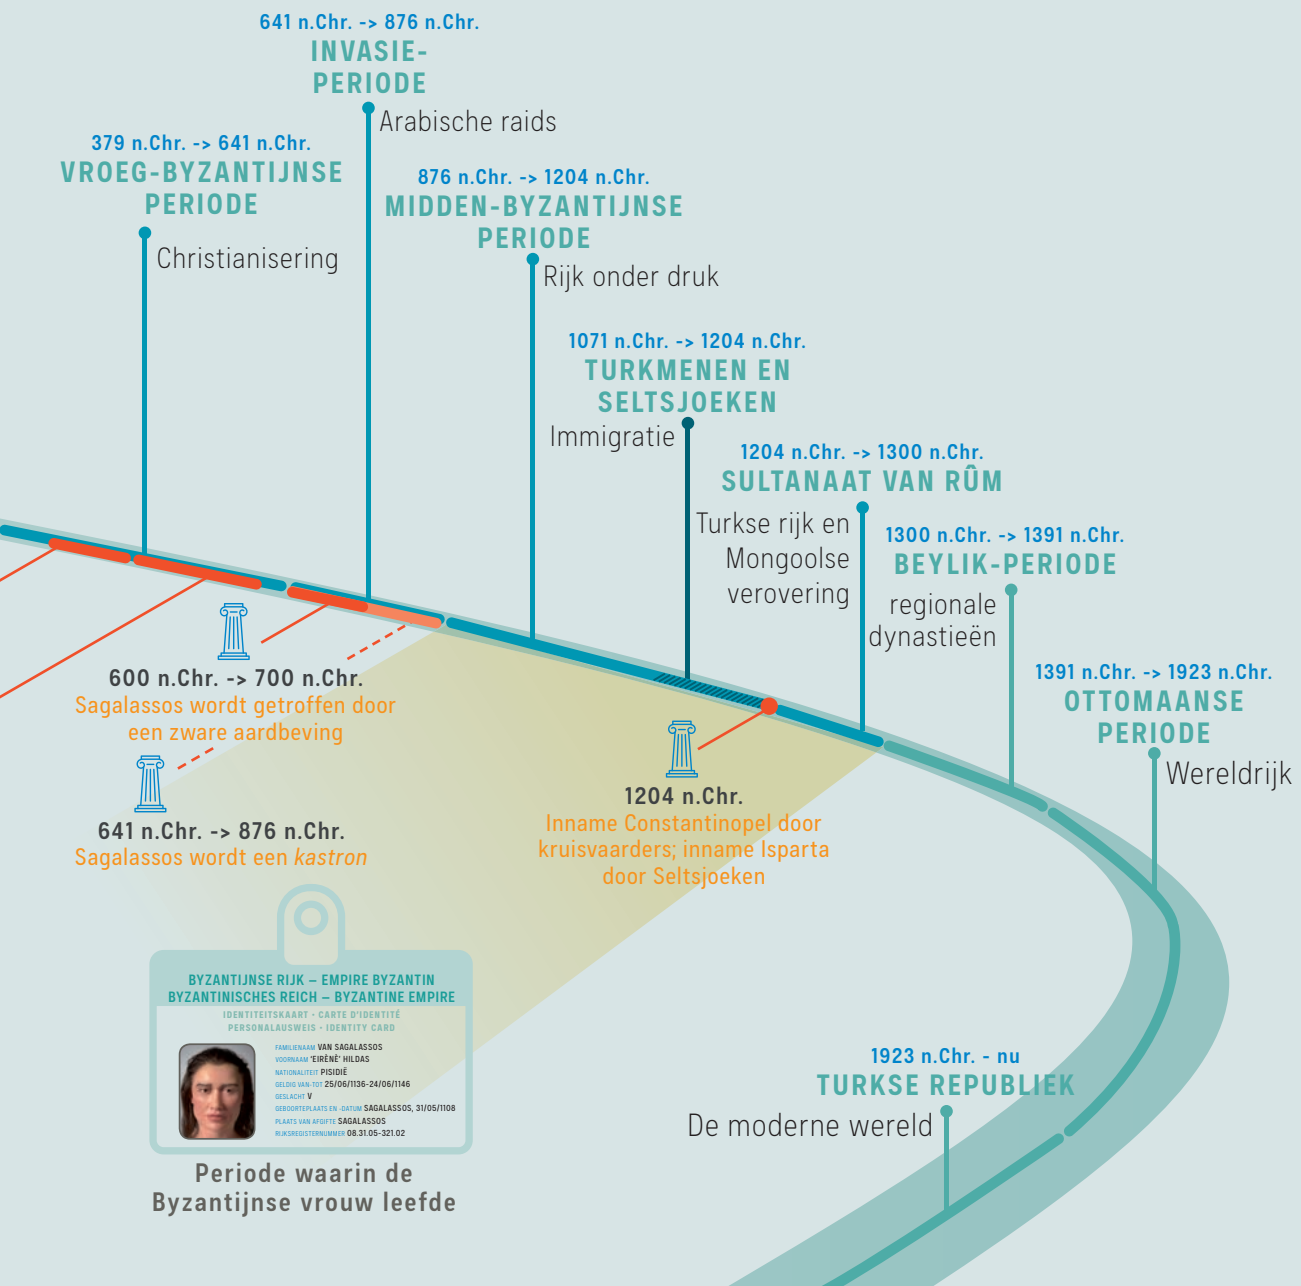 641 n.Chr. -> 876 n.Chr.
INVASIE-
PERIODE
Arabische raids
379 n.Chr. -> 641 n.Chr.
VROEG-BYZANTIJNSE
PERIODE
Christianisering
876 n.Chr. -> 1204 n.Chr.
MIDDEN-BYZANTIJNSE
PERIODE
Rijk onder druk
1071 n.Chr. -> 1204 n.Chr.
TURKMENEN EN
SELTSJOEKEN
Immigratie
1204 n.Chr. -> 1300 n.Chr.
SULTANAAT VAN RÛM
Turkse rijk en
Mongoolse
verovering
1300 n.Chr. -> 1391 n.Chr.
BEYLIK-PERIODE
regionale
dynastieën
1391 n.Chr. -> 1923 n.Chr.
OTTOMAANSE
PERIODE
Wereldrijk
600 n.Chr. -> 700 n.Chr.
Sagalassos wordt getroffen door
een zware aardbeving
641 n.Chr. -> 876 n.Chr.
Sagalassos wordt een kastron
1204 n.Chr.
Inname Constantinopel door
kruisvaarders; inname Isparta
door Seltsjoeken
BYZANTIJNSE RIJK – EMPIRE BYZANTIN
BYZANTINISCHES REICH – BYZANTINE EMPIRE
IDENTITEITSKAART · CARTE D'IDENTITÉ
PERSONALAUSWEIS · IDENTITY CARD
FAMILIENAAM VAN SAGALASSOS
VOORNAAM 'EIRÈNÈ' HILDAS
NATIONALITEIT PISIDIË
GELDIG VAN-TOT 25/06/1136-24/06/1146
GESLACHT V
GEBOORTEPLAATS EN -DATUM SAGALASSOS, 31/05/1108
PLAATS VAN AFGIFTE SAGALASSOS
RIJKSREGISTERNUMMER 08.31.05-321.02
Periode waarin de
Byzantijnse vrouw leefde
1923 n.Chr. - nu
TURKSE REPUBLIEK
De moderne wereld